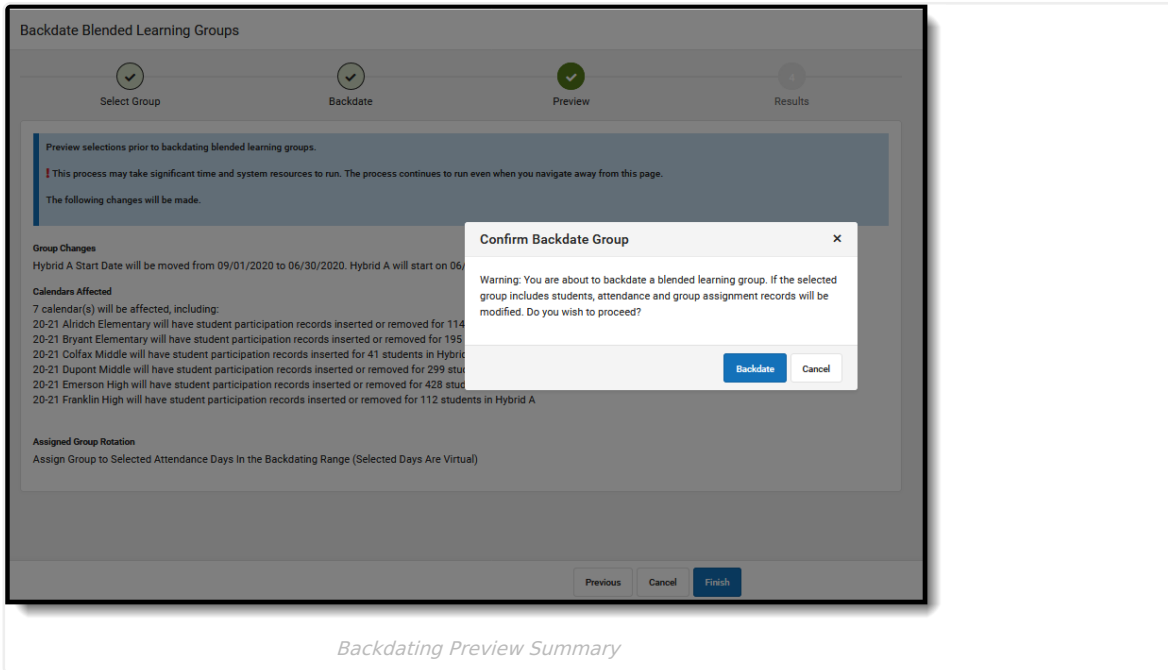 Backdate Blended Learning Groups
Select Group
Backdate
Preview
4
Results
Preview selections prior to backdating blended learning groups.
! This process may take significant time and system resources to run. The process continues to run even when you navigate away from this page.
The following changes will be made.
Group Changes
Hybrid A Start Date will be moved from 09/01/2020 to 06/30/2020. Hybrid A will start on 06/
Calendars Affected
7 calendar(s) will be affected, including:
20-21 Alridch Elementary will have student participation records inserted or removed for 114
20-21 Bryant Elementary will have student participation records inserted or removed for 195
20-21 Colfax Middle will have student participation records inserted for 41 students in Hybric
20-21 Dupont Middle will have student participation records inserted or removed for 299 stu
20-21 Emerson High will have student participation records inserted or removed for 428 stud
20-21 Franklin High will have student participation records inserted or removed for 112 students in Hybrid A
Assigned Group Rotation
Assign Group to Selected Attendance Days In the Backdating Range (Selected Days Are Virtual)
Confirm Backdate Group ×
Warning: You are about to backdate a blended learning group. If the selected
group includes students, attendance and group assignment records will be
modified. Do you wish to proceed?
Backdate Cancel
Previous Cancel Finish
Backdating Preview Summary